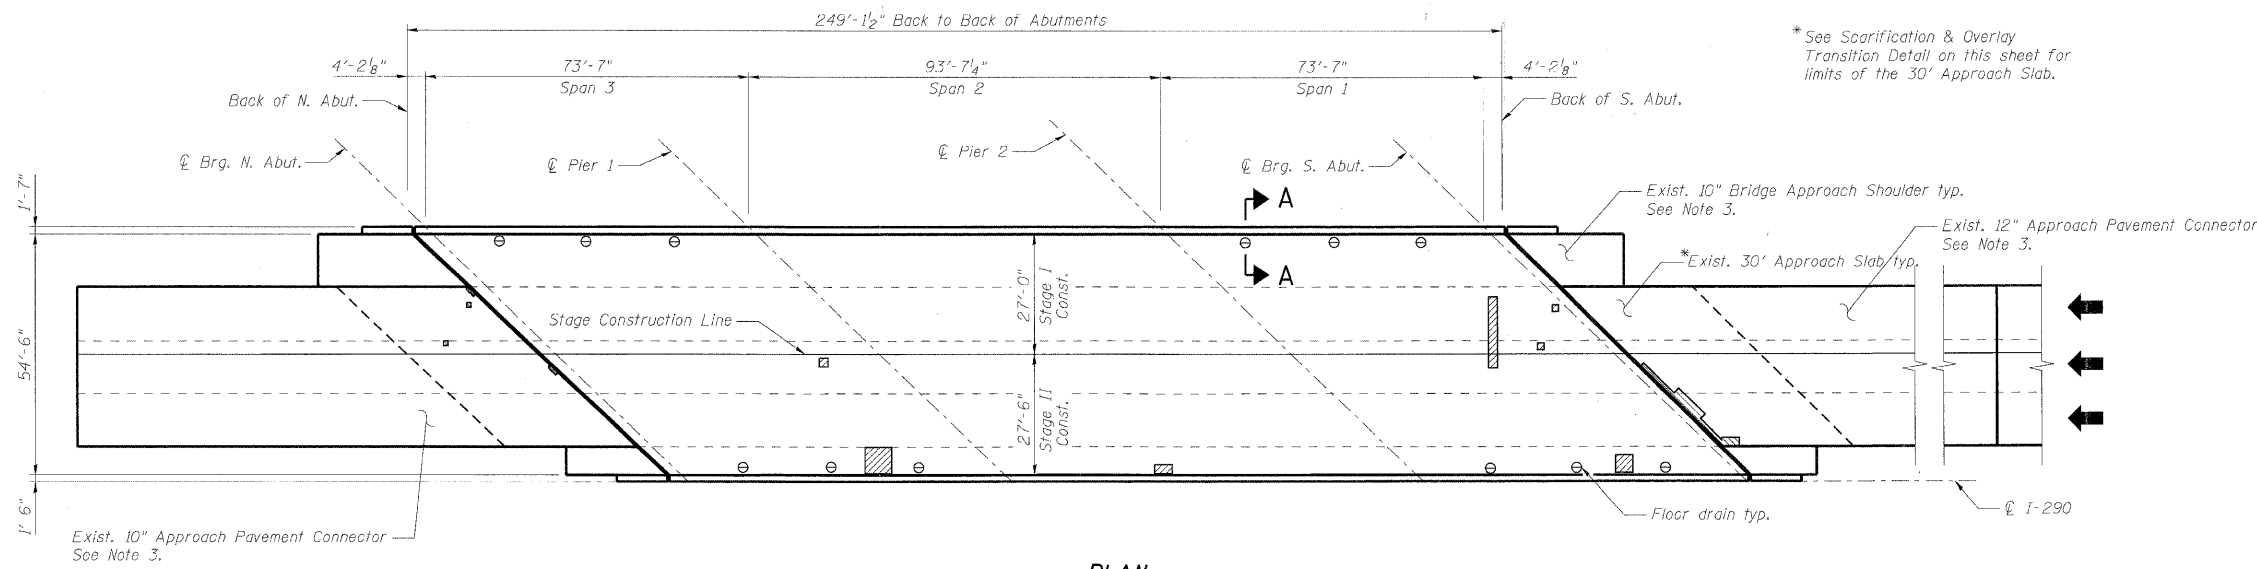 249'-1½" Back to Back of Abutments
* See Scarification & Overlay
Transition Detail on this sheet for
limits of the 30' Approach Slab.
4'-2⅛"
73'-7"
93'-7¼"
73'-7"
4'-2⅛"
Span 3
Span 2
Span 1
Back of N. Abut.
Back of S. Abut.
℄ Brg. N. Abut.
℄ Pier 1
℄ Pier 2
℄ Brg. S. Abut.
1'-7"
A
Exist. 10" Bridge Approach Shoulder typ.
See Note 3.
Exist. 12" Approach Pavement Connector
See Note 3.
A
*Exist. 30' Approach Slab typ.
27'-0"
Stage I
Const.
Stage Construction Line
54'-6"
27'-6"
Stage II
Const.
1' 6"
Exist. 10" Approach Pavement Connector
See Note 3.
Floor drain typ.
℄ I-290
PLAN